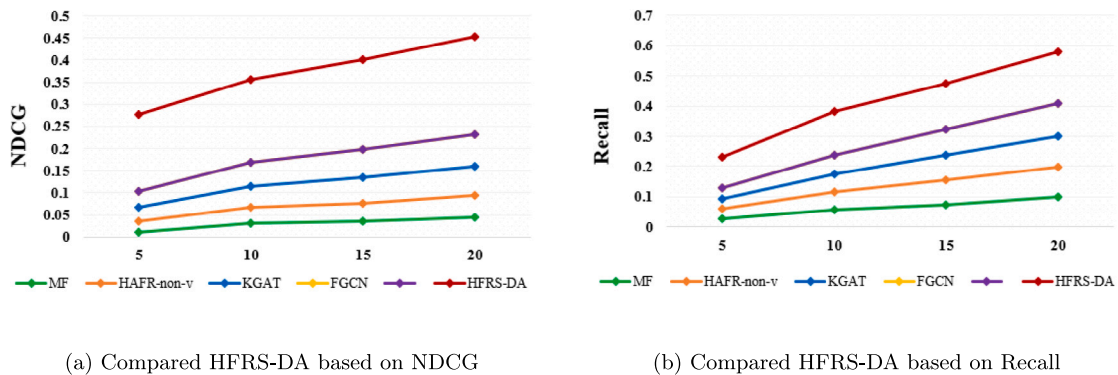 0.5
0.45
0.4
0.35
0.3
0.25
0.2
0.15
0.1
0.05
0
NDCG
5 10 15 20
MF HAFR-non-v KGAT FGCN HFRS-DA
(a) Compared HFRS-DA based on NDCG
0.7
0.6
0.5
0.4
0.3
0.2
0.1
0
Recall
5 10 15 20
MF HAFR-non-v KGAT FGCN HFRS-DA
(b) Compared HFRS-DA based on Recall